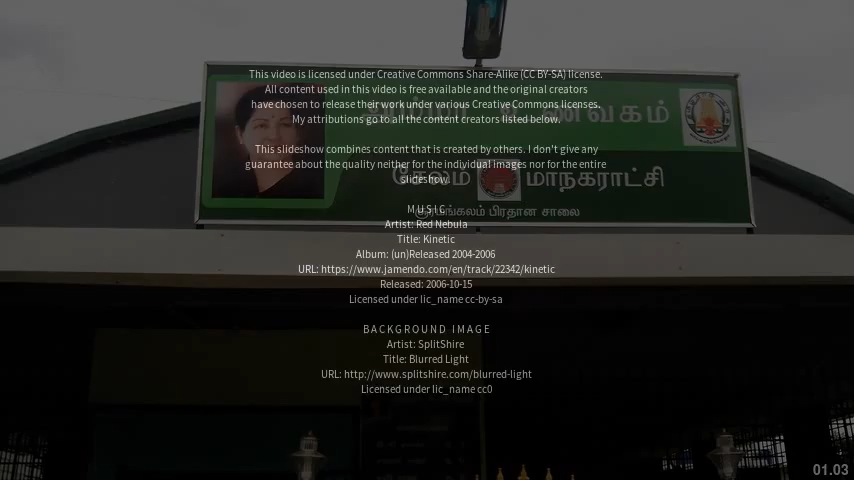 This video is licensed under Creative Commons Share-Alike (CC BY-SA) license.
All content used in this video is free available and the original creators
have chosen to release their work under various Creative Commons licenses.
My attributions go to all the content creators listed below.
This slideshow combines content that is created by others. I don't give any
guarantee about the quality neither for the individual images nor for the entire
slideshow.
MUSIC
Artist: Red Nebula
Title: Kinetic
Album: (un)Released 2004-2006
URL: https://www.jamendo.com/en/track/22342/kinetic
Released: 2006-10-15
Licensed under lic_name cc-by-sa
BACKGROUND IMAGE
Artist: SplitShire
Title: Blurred Light
URL: http://www.splitshire.com/blurred-light
Licensed under lic_name cc0
உணவகம்
சேலம் மாநகராட்சி
பிரதான சாலை
01.03